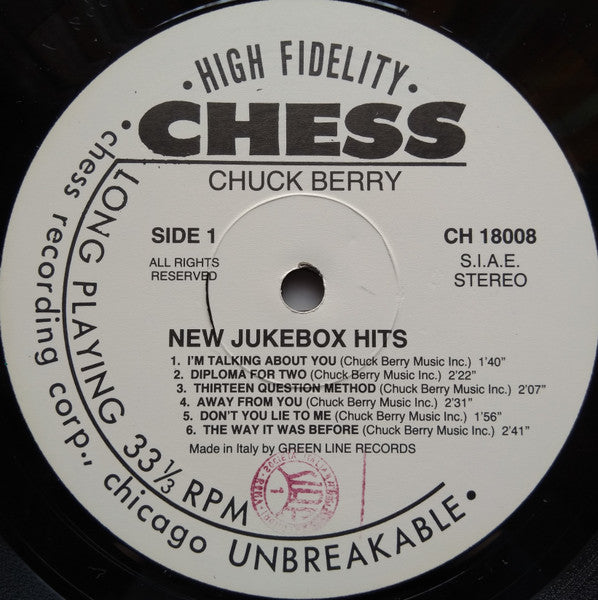 • HIGH FIDELITY •
CHESS
CHUCK BERRY
SIDE 1
ALL RIGHTS
RESERVED
CH 18008
S.I.A.E.
STEREO
NEW JUKEBOX HITS
1. I'M TALKING ABOUT YOU (Chuck Berry Music Inc.) 1'40"
2. DIPLOMA FOR TWO (Chuck Berry Music Inc.) 2'22"
3. THIRTEEN QUESTION METHOD (Chuck Berry Music Inc.) 2'07"
4. AWAY FROM YOU (Chuck Berry Music Inc.) 2'31"
5. DON'T YOU LIE TO ME (Chuck Berry Music Inc.) 1'56"
6. THE WAY IT WAS BEFORE (Chuck Berry Music Inc.) 2'41"
Made in Italy by GREEN LINE RECORDS
LONG PLAYING 33 1/3 RPM
• chess recording corp., chicago UNBREAKABLE •